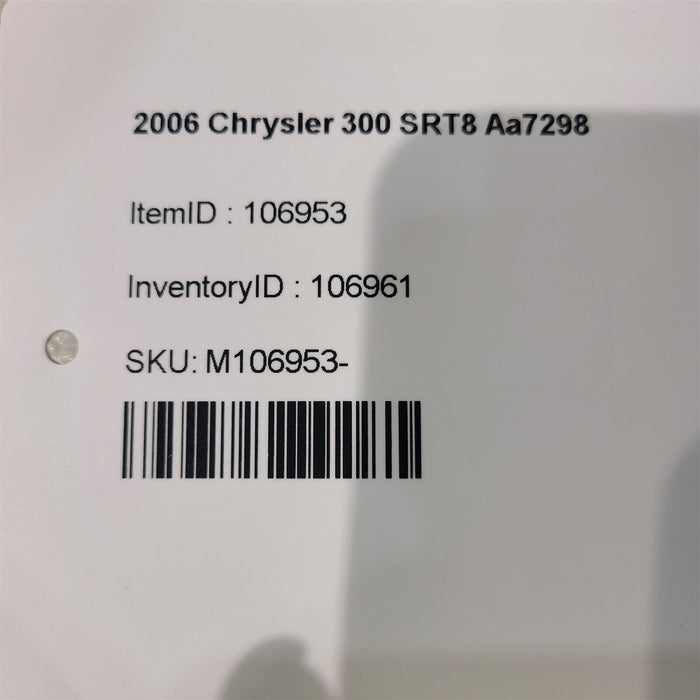 2006 Chrysler 300 SRT8 Aa7298
ItemID : 106953
InventoryID : 106961
SKU: M106953-